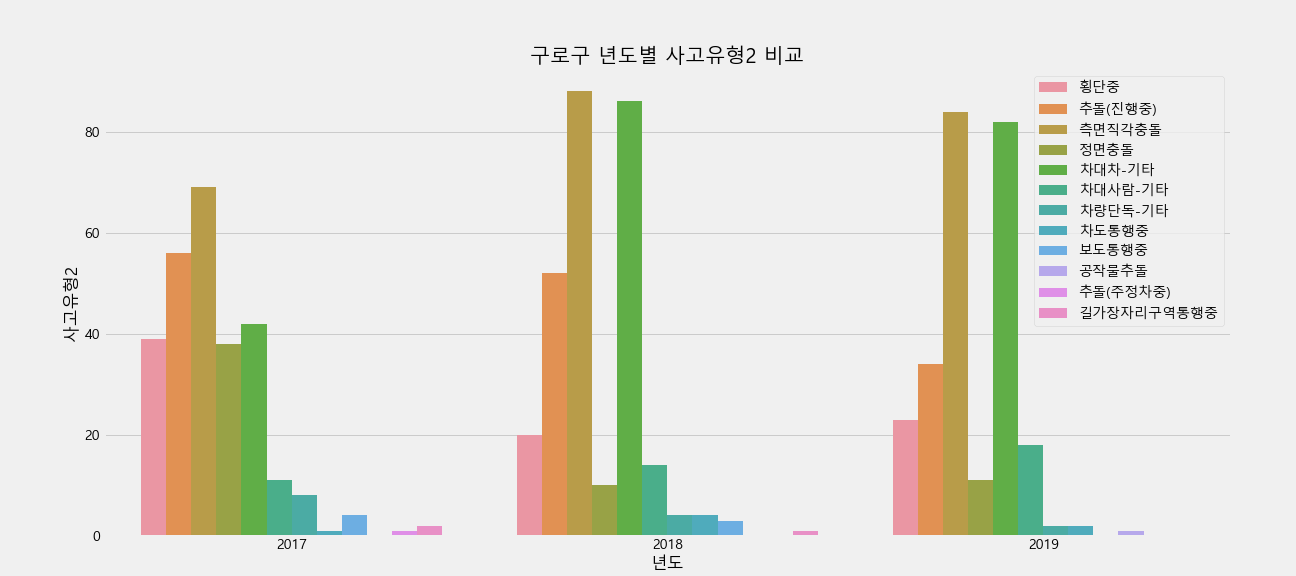 구로구 년도별 사고유형2 비교
횡단중
추돌(진행중)
측면직각충돌
정면충돌
차대차-기타
차대사람-기타
차량단독-기타
차도통행중
보도통행중
공작물추돌
추돌(주정차중)
길가장자리구역통행중
사고유형2
80
60
40
20
0
2017
2018
2019
년도